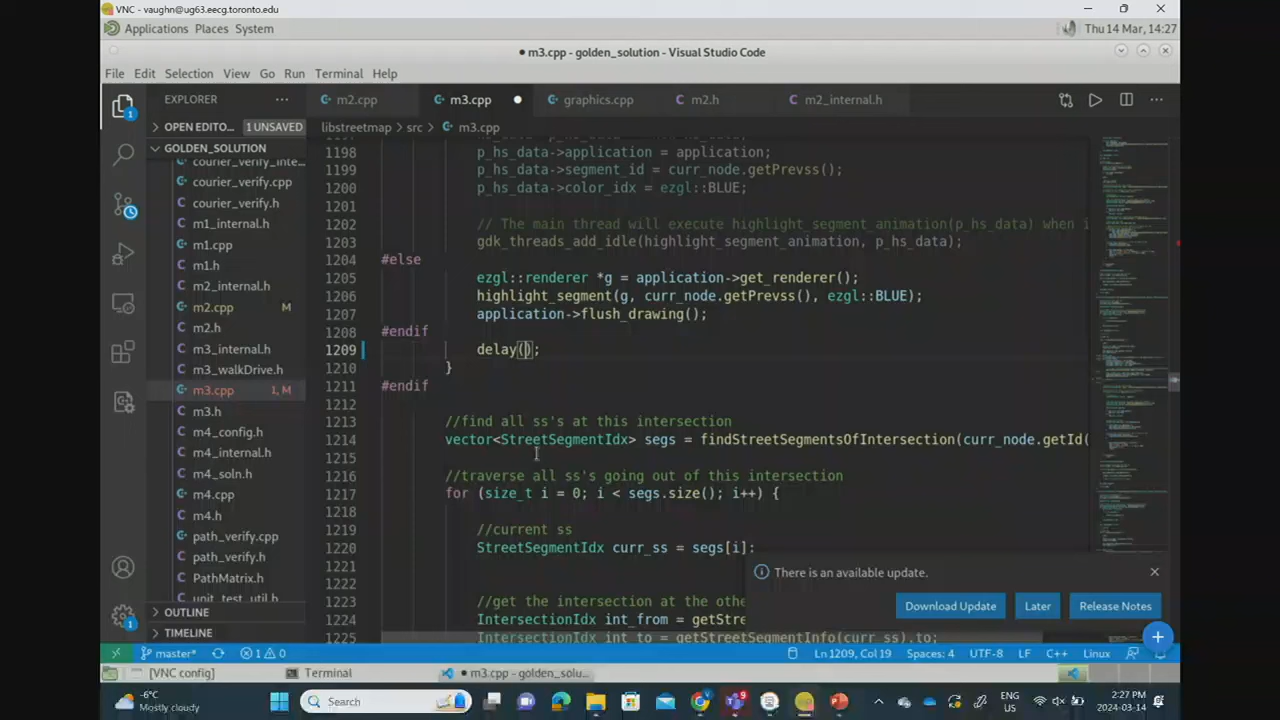 VNC - vaughn@ug63.eecg.toronto.edu
Applications Places System
Thu 14 Mar, 14:27
● m3.cpp - golden_solution - Visual Studio Code
File Edit Selection View Go Run Terminal Help
EXPLORER
m2.cpp
m3.cpp
graphics.cpp
m2.h
m2_internal.h
OPEN EDITO... 1 UNSAVED
libstreetmap > src > m3.cpp
GOLDEN_SOLUTION
courier_verify_inte...
courier_verify.cpp
courier_verify.h
m1_internal.h
m1.cpp
m1.h
m2_internal.h
m2.cpp M
m2.h
m3_internal.h
m3_walkDrive.h
m3.cpp 1, M
m3.h
m4_config.h
m4_internal.h
m4_soln.h
m4.cpp
m4.h
path_verify.cpp
path_verify.h
PathMatrix.h
unit_test_util.h
OUTLINE
TIMELINE
1198 p_hs_data->application = application;
1199 p_hs_data->segment_id = curr_node.getPrevss();
1200 p_hs_data->color_idx = ezgl::BLUE;
1201
1202 // The main thread will execute highlight_segment_animation(p_hs_data) when i
1203 gdk_threads_add_idle(highlight_segment_animation, p_hs_data);
1204 #else
1205 ezgl::renderer *g = application->get_renderer();
1206 highlight_segment(g, curr_node.getPrevss(), ezgl::BLUE);
1207 application->flush_drawing();
1208 #endif
1209 delay();
1210 }
1211 #endif
1212
1213 //find all ss's at this intersection
1214 vector<StreetSegmentIdx> segs = findStreetSegmentsOfIntersection(curr_node.getId(
1215
1216 //traverse all ss's going out of this intersection
1217 for (size_t i = 0; i < segs.size(); i++) {
1218
1219 //current ss
1220 StreetSegmentIdx curr_ss = segs[i];
1221
1222
1223 //get the intersection at the othe
1224 IntersectionIdx int_from = getStre
1225 IntersectionIdx int_to = getStreetSegmentInfo(curr_ss).to;
There is an available update.
Download Update Later Release Notes
master* 1 0 Ln 1209, Col 19 Spaces: 4 UTF-8 LF C++ Linux
[VNC config] Terminal ● m3.cpp - golden_solu...
-6°C
Mostly cloudy
Search
ENG
US
2:27 PM
2024-03-14